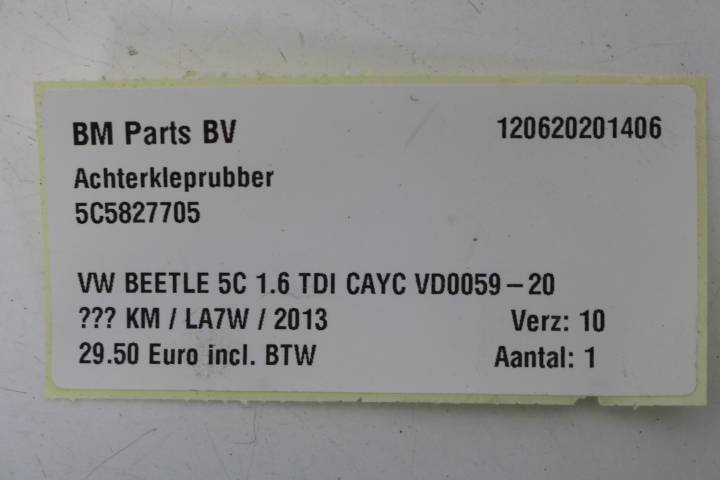 BM Parts BV 120620201406
Achterkleprubber
5C5827705
VW BEETLE 5C 1.6 TDI CAYC VD0059-20
??? KM / LA7W / 2013 Verz: 10
29.50 Euro incl. BTW Aantal: 1